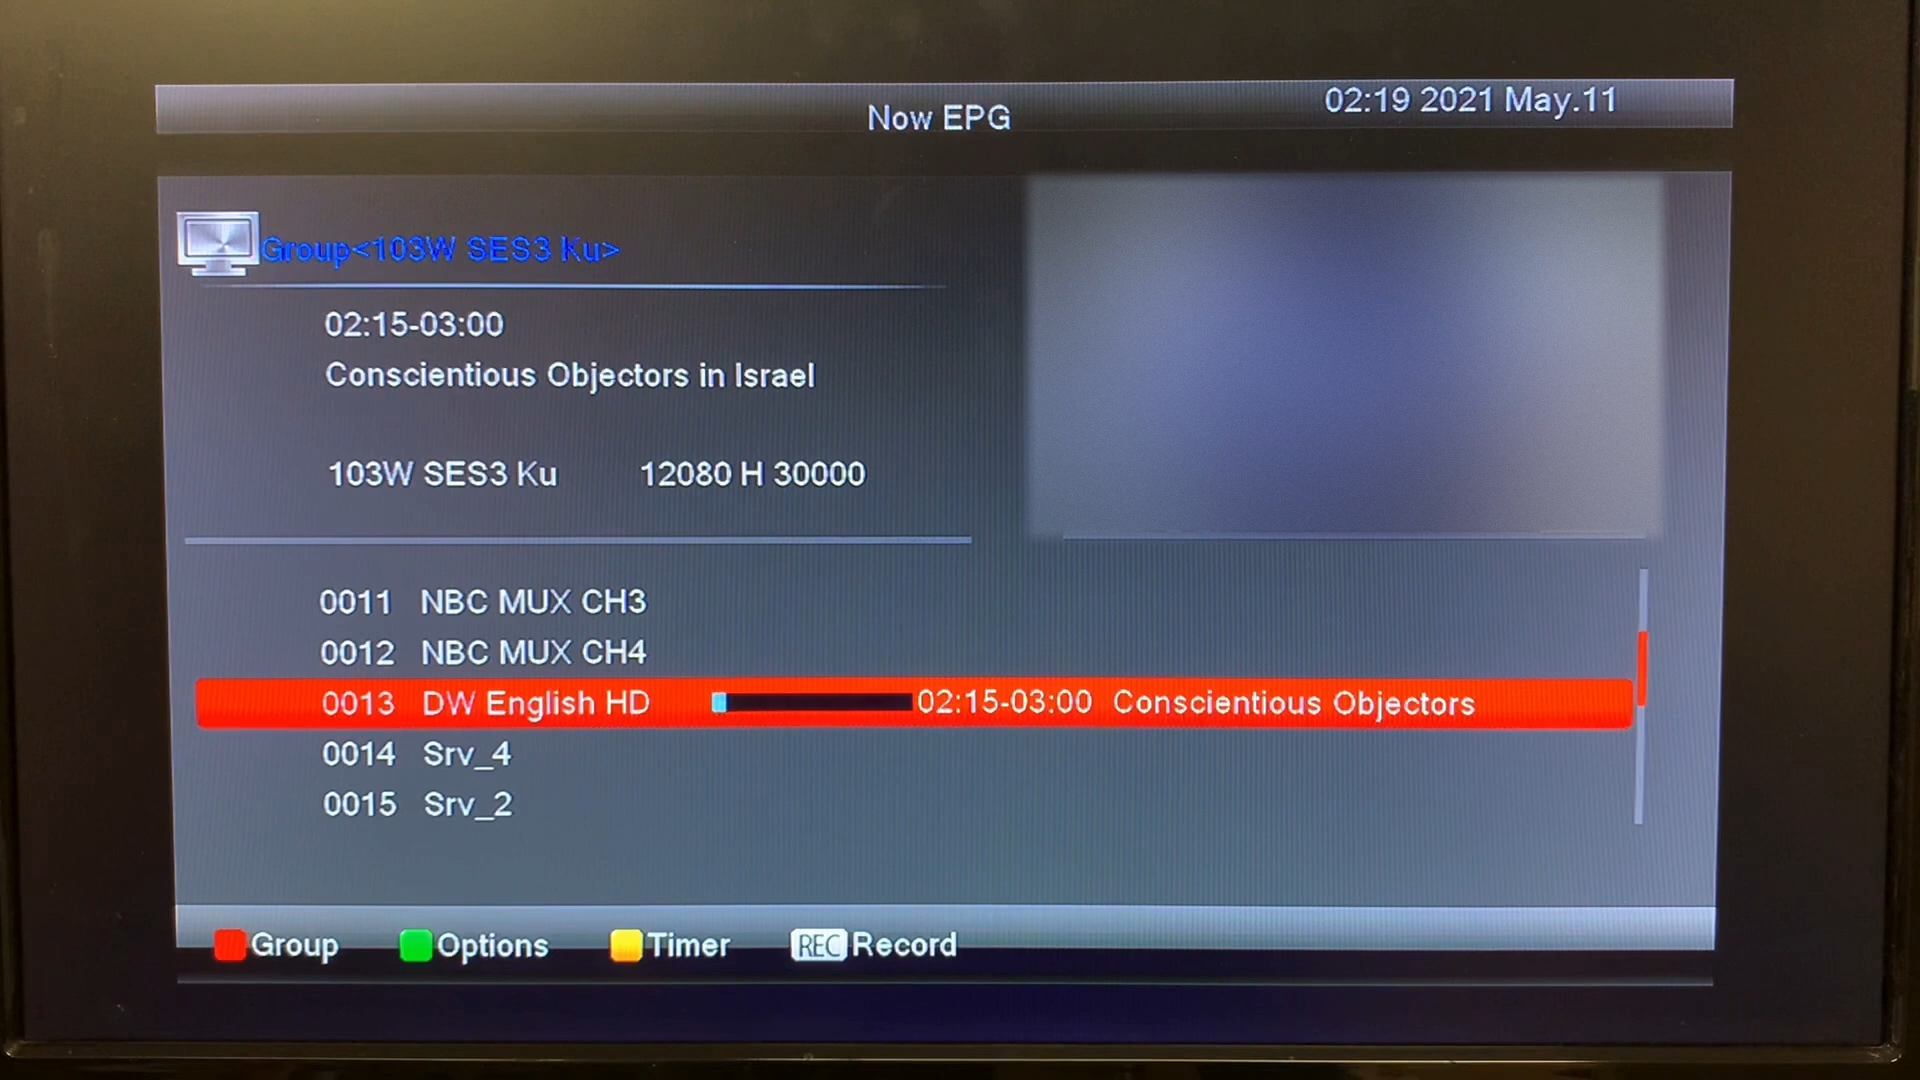 Now EPG
02:19 2021 May.11
Group<103W SES3 Ku>
02:15-03:00
Conscientious Objectors in Israel
103W SES3 Ku 12080 H 30000
0011 NBC MUX CH3
0012 NBC MUX CH4
0013 DW English HD 02:15-03:00 Conscientious Objectors
0014 Srv_4
0015 Srv_2
Group Options Timer REC Record